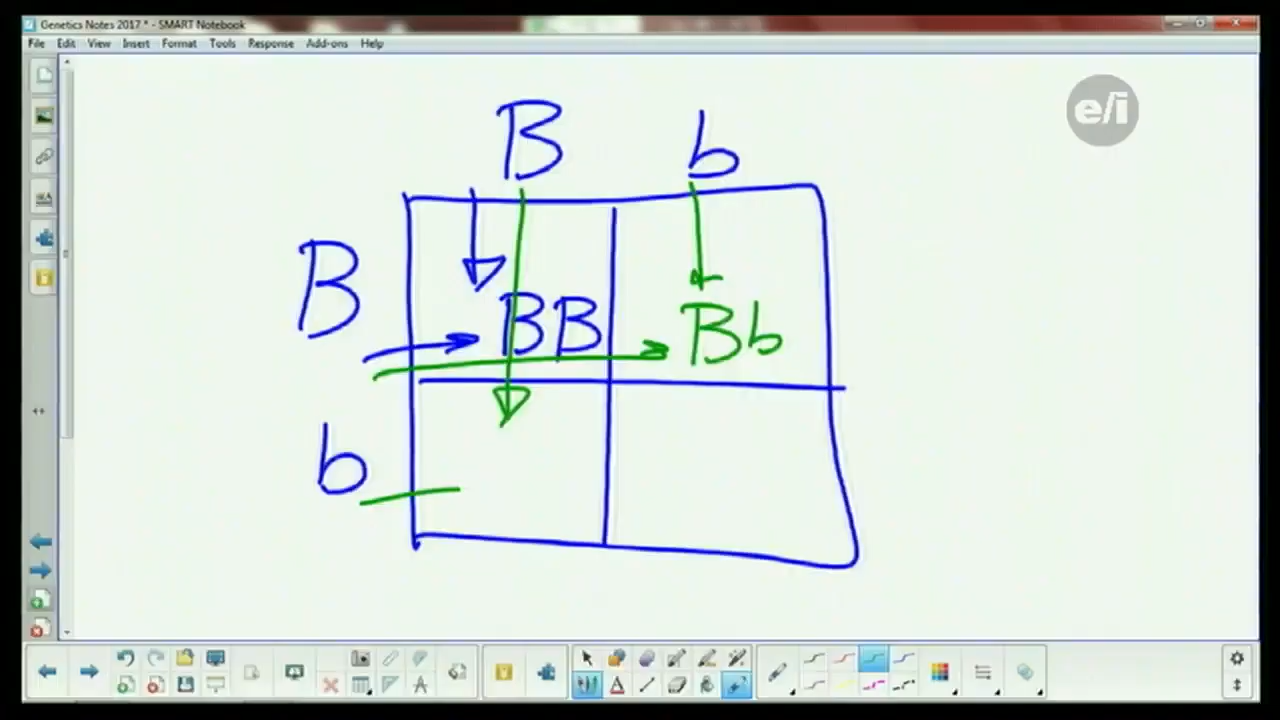 Genetics Notes 2017 * - SMART Notebook
File Edit View Insert Format Tools Response Add-ons Help
e/i
B b
B BB Bb
b